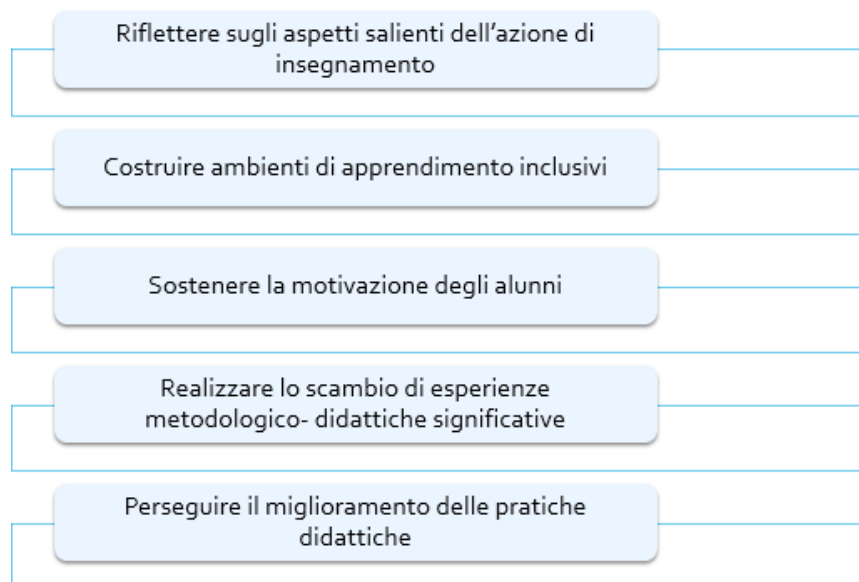 Riflettere sugli aspetti salienti dell’azione di
insegnamento
Costruire ambienti di apprendimento inclusivi
Sostenere la motivazione degli alunni
Realizzare lo scambio di esperienze
metodologico- didattiche significative
Perseguire il miglioramento delle pratiche
didattiche